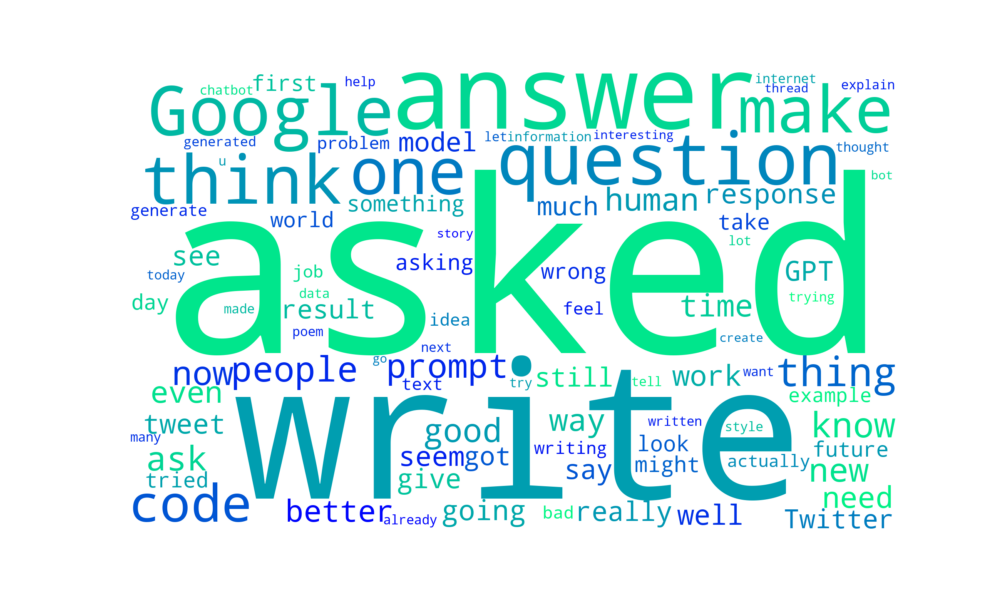 Google
chatbot
first
help
answer
internet
thread
explain
make
generated
problem
model
let
information
interesting
question
thought
think
u
one
bot
generate
world
something
much
human
response
take
asked
story
lot
see
today
job
asking
wrong
GPT
day
data
made
result
poem
idea
feel
time
trying
create
next
now
people
go
prompt
text
try
still
tell
work
want
thing
even
example
write
tweet
many
good
way
written
style
know
ask
tried
seem
got
writing
say
look
might
actually
future
new
give
need
code
better
already
going
bad
really
well
Twitter